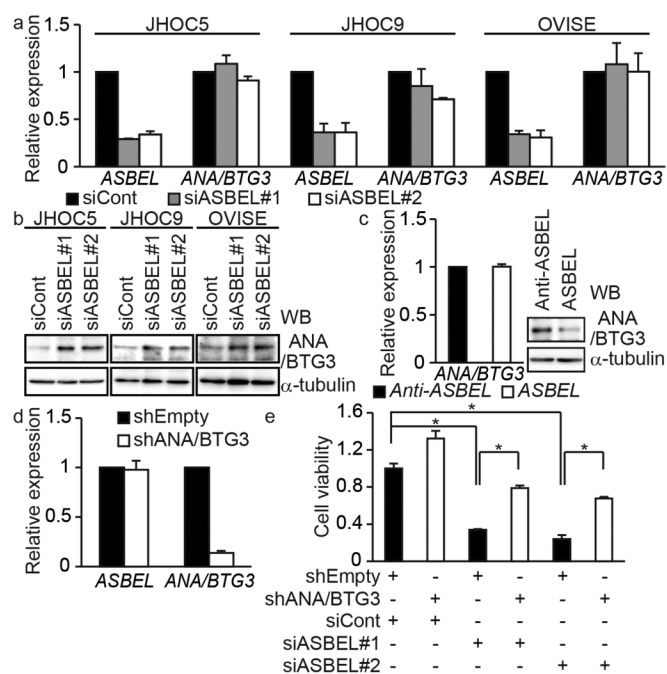 a JHOC5 JHOC9 OVISE
Relative expression
1.5
1
0.5
0
ASBEL ANA/BTG3 ASBEL ANA/BTG3 ASBEL ANA/BTG3
siCont siASBEL#1 siASBEL#2
b JHOC5 JHOC9 OVISE
siCont siASBEL#1 siASBEL#2 siCont siASBEL#1 siASBEL#2 siCont siASBEL#1 siASBEL#2
WB
ANA
/BTG3
α-tubulin
c
Relative expression
1.5
1
0.5
0
ANA/BTG3
Anti-ASBEL ASBEL
Anti-ASBEL ASBEL
WB
ANA
/BTG3
α-tubulin
d
shEmpty
shANA/BTG3
Relative expression
1.5
1
0.5
0
ASBEL ANA/BTG3
e
Cell viability
1.6
1.2
0.8
0.4
0
* * * *
shEmpty + - + - + -
shANA/BTG3 - + - + - +
siCont + + - - - -
siASBEL#1 - - + + - -
siASBEL#2 - - - - + +